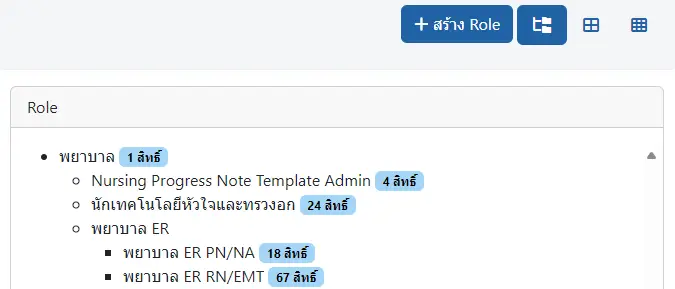 สร้าง Role
Role
พยาบาล 1 สิทธิ์
Nursing Progress Note Template Admin 4 สิทธิ์
นักเทคโนโลยีหัวใจและทรวงอก 24 สิทธิ์
พยาบาล ER
พยาบาล ER PN/NA 18 สิทธิ์
พยาบาล ER RN/EMT 67 สิทธิ์